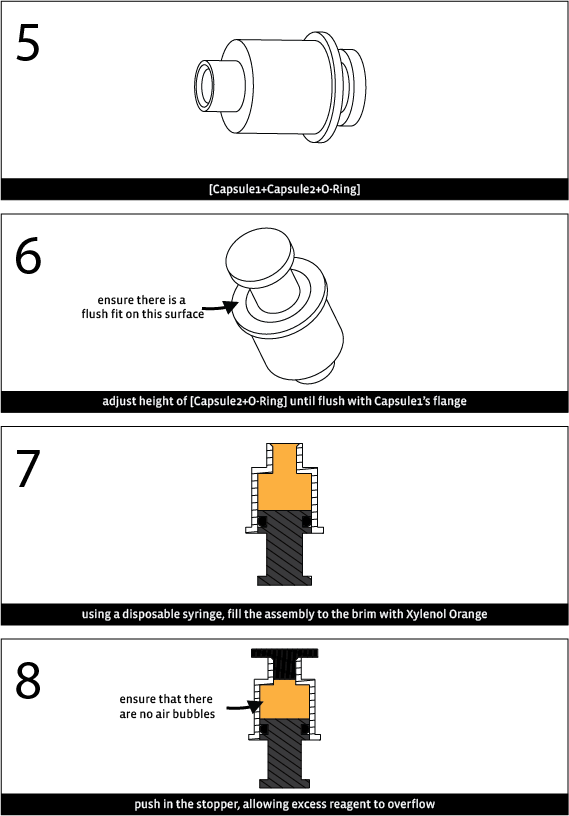 5
[Capsule1+Capsule2+O-Ring]
6
ensure there is a
flush fit on this surface
adjust height of [Capsule2+O-Ring] until flush with Capsule1's flange
7
using a disposable syringe, fill the assembly to the brim with Xylenol Orange
8
ensure that there
are no air bubbles
push in the stopper, allowing excess reagent to overflow